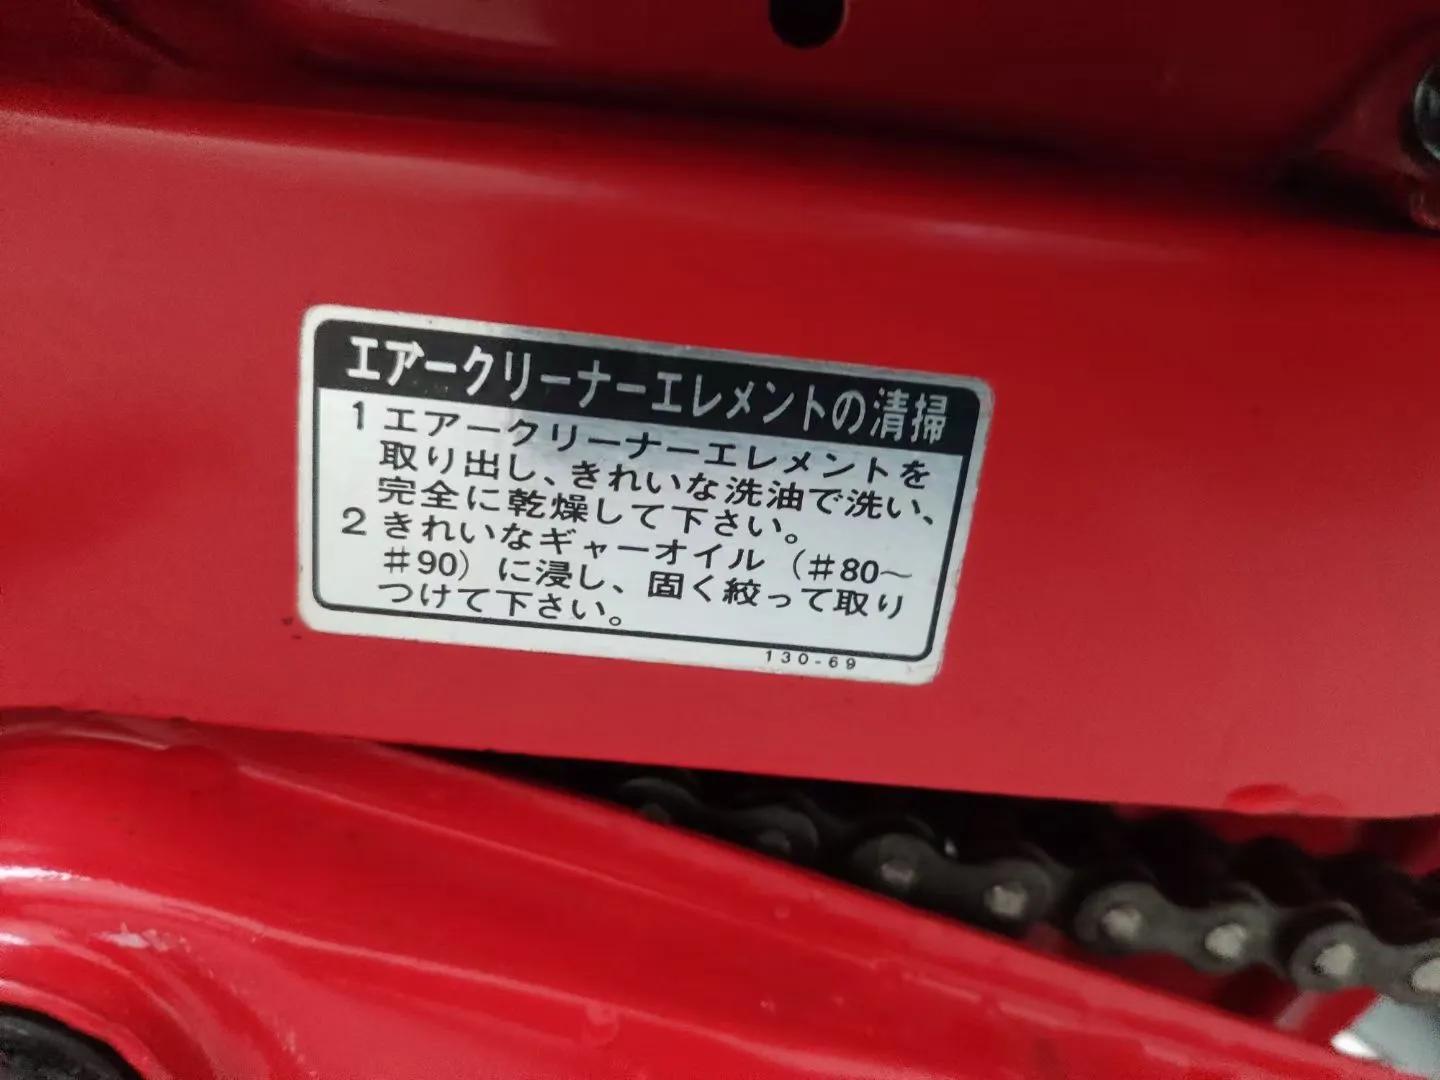 エアークリーナーエレメントの清掃
1 エアークリーナーエレメントを
取り出し、きれいな洗油で洗い、
完全に乾燥して下さい。
2 きれいなギャーオイル（#80〜
#90）に浸し、固く絞って取り
つけて下さい。
130-69